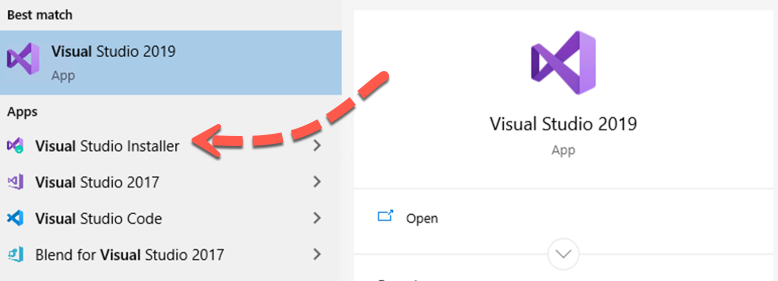 Best match
Visual Studio 2019
App
Apps
Visual Studio Installer
Visual Studio 2017
Visual Studio Code
Blend for Visual Studio 2017
Visual Studio 2019
App
Open